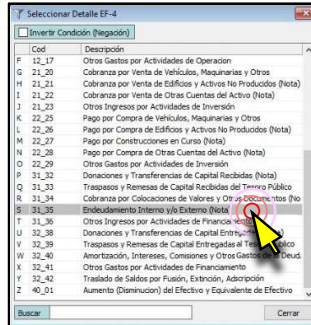 Seleccionar Detalle EF-4
Invertir Condición (Negación)
Cod Descripción
F 12_17 Otros Gastos por Actividades de Operacion
G 21_20 Cobranza por Venta de Vehículos, Maquinarias y Otros
H 21_21 Cobranza por Venta de Edificios y Activos No Producidos (Nota)
I 21_22 Cobranza por Venta de Otras Cuentas del Activo (Nota)
J 21_23 Otros Ingresos por Actividades de Inversión
K 22_25 Pago por Compra de Vehículos, Maquinarias y Otros
L 22_26 Pago por Compra de Edificios y Activos No Producidos (Nota)
M 22_27 Pago por Construcciones en Curso (Nota)
N 22_28 Pago por Compra de Otras Cuentas del Activo (Nota)
O 22_29 Otros Gastos por Actividades de Inversión
P 31_32 Donaciones y Transferencias de Capital Recibidas (Nota)
Q 31_33 Traspasos y Remesas de Capital Recibidas del Tesoro Público
R 31_34 Cobranza por Colocaciones de Valores y Otros Documentos (No
S 31_35 Endeudamiento Interno y/o Externo (Nota)
T 31_36 Otros Ingresos por Actividades de
U 32_38 Donaciones y Transferencias de Capital (Nota)
V 32_39 Traspasos y Remesas de Capital Entregadas al Público
W 32_40 Amortización, Intereses, Comisiones y Otros Gastos Deud.
X 32_41 Otros Gastos por Actividades de Financiamiento
Y 32_42 Traslado de Saldos por Fusión, Extinción, Adscripción
Z 40_01 Aumento (Disminucion) del Efectivo y Equivalente de Efectivo
Buscar Cerrar